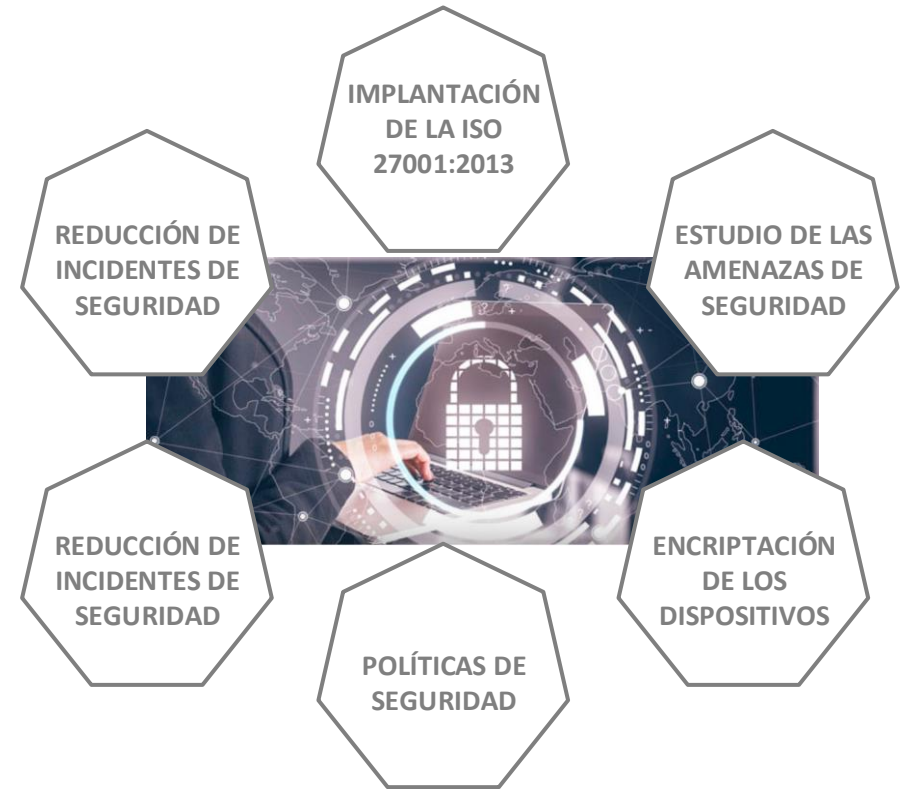 IMPLANTACIÓN
DE LA ISO
27001:2013
REDUCCIÓN DE
INCIDENTES DE
SEGURIDAD
ESTUDIO DE LAS
AMENAZAS DE
SEGURIDAD
REDUCCIÓN DE
INCIDENTES DE
SEGURIDAD
ENCRIPTACIÓN
DE LOS
DISPOSITIVOS
POLÍTICAS DE
SEGURIDAD